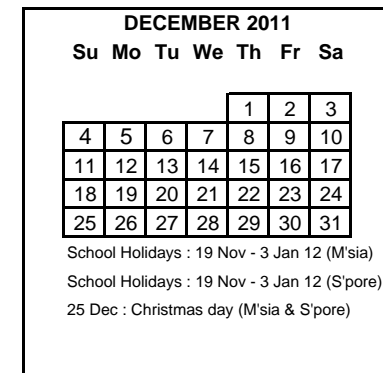 DECEMBER 2011
Su Mo Tu We Th Fr Sa
1 2 3
4 5 6 7 8 9 10
11 12 13 14 15 16 17
18 19 20 21 22 23 24
25 26 27 28 29 30 31
School Holidays : 19 Nov - 3 Jan 12 (M'sia)
School Holidays : 19 Nov - 3 Jan 12 (S'pore)
25 Dec : Christmas day (M'sia & S'pore)